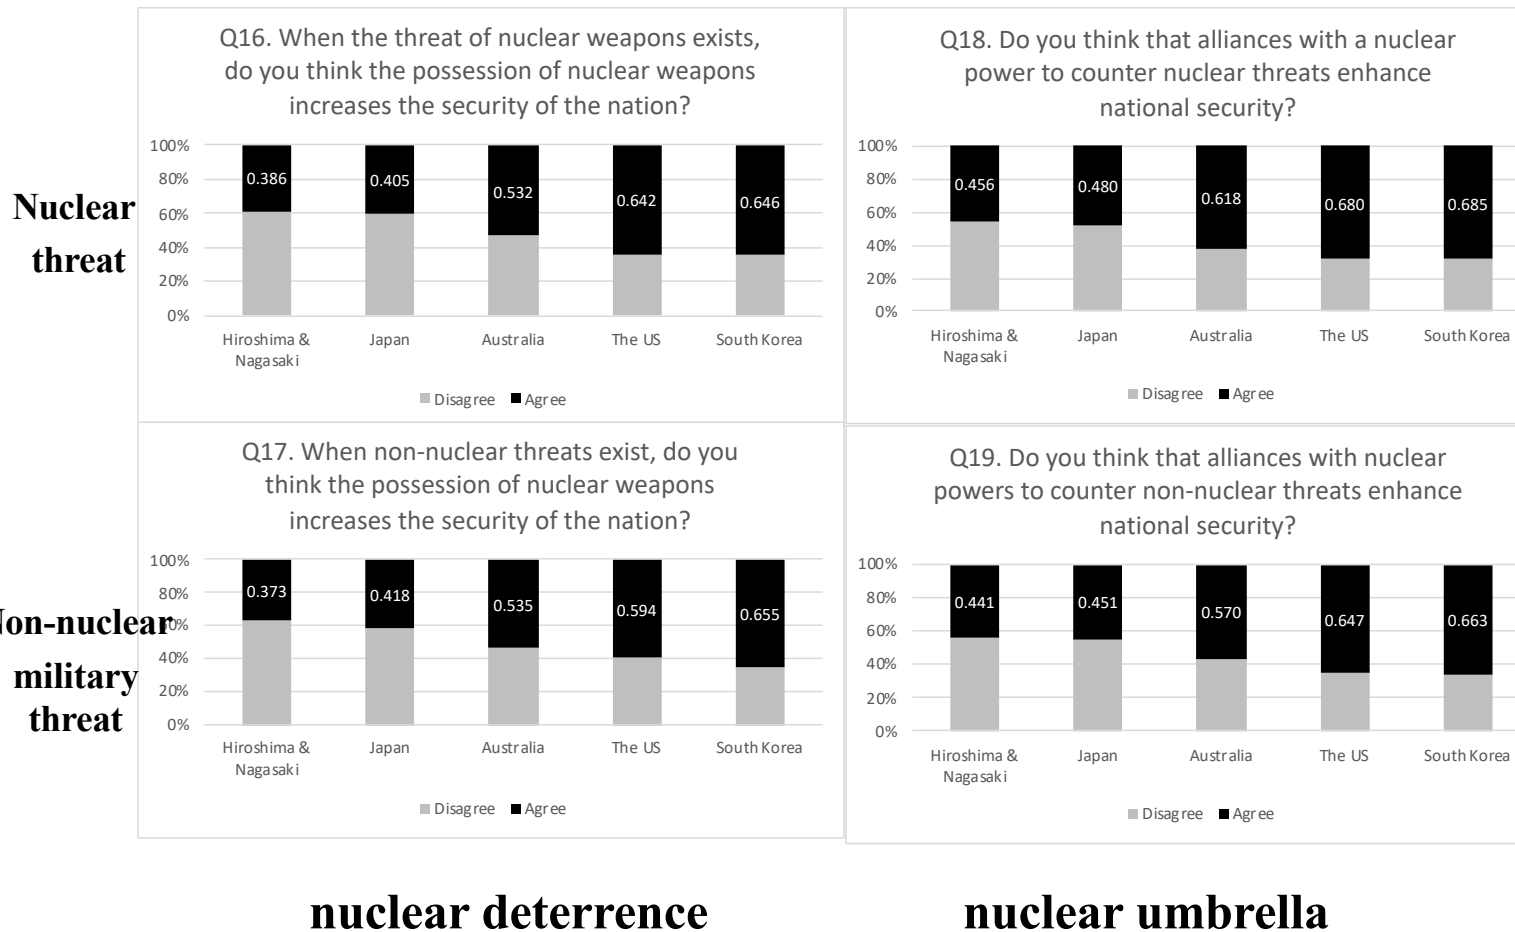 Q16. When the threat of nuclear weapons exists,
do you think the possession of nuclear weapons
increases the security of the nation?
100%
80%
60%
40%
20%
0%
0.386
0.405
0.532
0.642
0.646
Hiroshima &
Nagasaki
Japan
Australia
The US
South Korea
Disagree
Agree
Q18. Do you think that alliances with a nuclear
power to counter nuclear threats enhance
national security?
100%
80%
60%
40%
20%
0%
0.456
0.480
0.618
0.680
0.685
Hiroshima &
Nagasaki
Japan
Australia
The US
South Korea
Disagree
Agree
Nuclear
threat
Q17. When non-nuclear threats exist, do you
think the possession of nuclear weapons
increases the security of the nation?
100%
80%
60%
40%
20%
0%
0.373
0.418
0.535
0.594
0.655
Hiroshima &
Nagasaki
Japan
Australia
The US
South Korea
Disagree
Agree
Q19. Do you think that alliances with nuclear
powers to counter non-nuclear threats enhance
national security?
100%
80%
60%
40%
20%
0%
0.441
0.451
0.570
0.647
0.663
Hiroshima &
Nagasaki
Japan
Australia
The US
South Korea
Disagree
Agree
Non-nuclear
military
threat
nuclear deterrence
nuclear umbrella